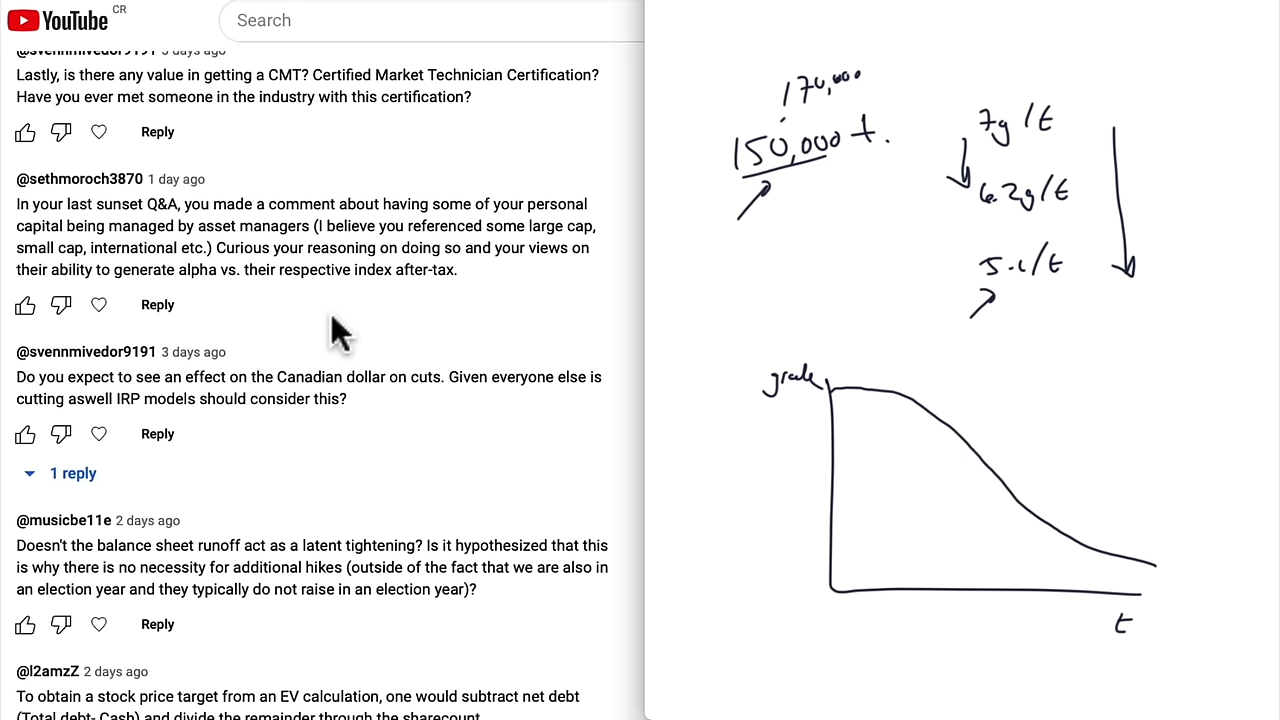 YouTube CR
Search
@svennmivedor9191 3 days ago
Lastly, is there any value in getting a CMT? Certified Market Technician Certification?
Have you ever met someone in the industry with this certification?
Reply
@sethmoroch3870 1 day ago
In your last sunset Q&A, you made a comment about having some of your personal
capital being managed by asset managers (I believe you referenced some large cap,
small cap, international etc.) Curious your reasoning on doing so and your views on
their ability to generate alpha vs. their respective index after-tax.
Reply
@svennmivedor9191 3 days ago
Do you expect to see an effect on the Canadian dollar on cuts. Given everyone else is
cutting aswell IRP models should consider this?
Reply
1 reply
@musicbe11e 2 days ago
Doesn't the balance sheet runoff act as a latent tightening? Is it hypothesized that this
is why there is no necessity for additional hikes (outside of the fact that we are also in
an election year and they typically do not raise in an election year)?
Reply
@l2amzZ 2 days ago
To obtain a stock price target from an EV calculation, one would subtract net debt
(Total debt- Cash) and divide the remainder through the sharecount
170,000
150,000 t.
7g/t
6.2g/t
grade
t